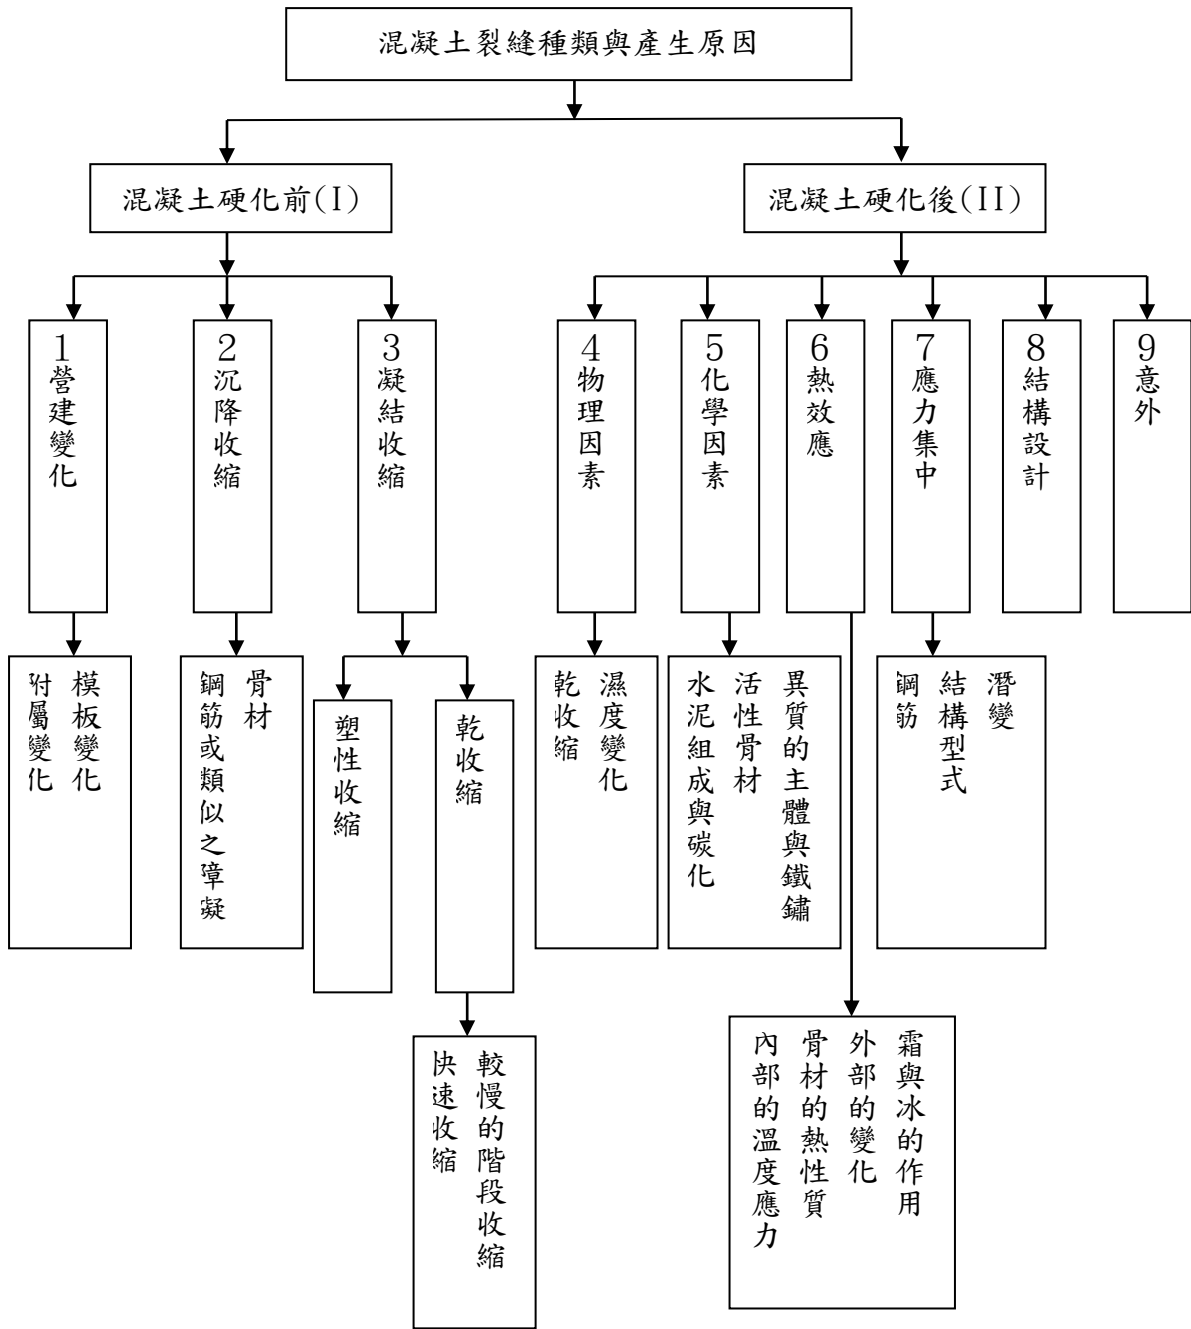 混凝土裂縫種類與產生原因
混凝土硬化前(I)
混凝土硬化後(II)
1營建變化
2沉降收縮
3凝結收縮
4物理因素
5化學因素
6熱效應
7應力集中
8結構設計
9意外
模板變化
附屬變化
骨材
鋼筋或類似之障凝
塑性收縮
乾收縮
濕度變化
乾收縮
異質的主體與鐵鏽
活性骨材
水泥組成與碳化
潛變
結構型式
鋼筋
較慢的階段收縮
快速收縮
霜與冰的作用
外部的變化
骨材的熱性質
內部的溫度應力